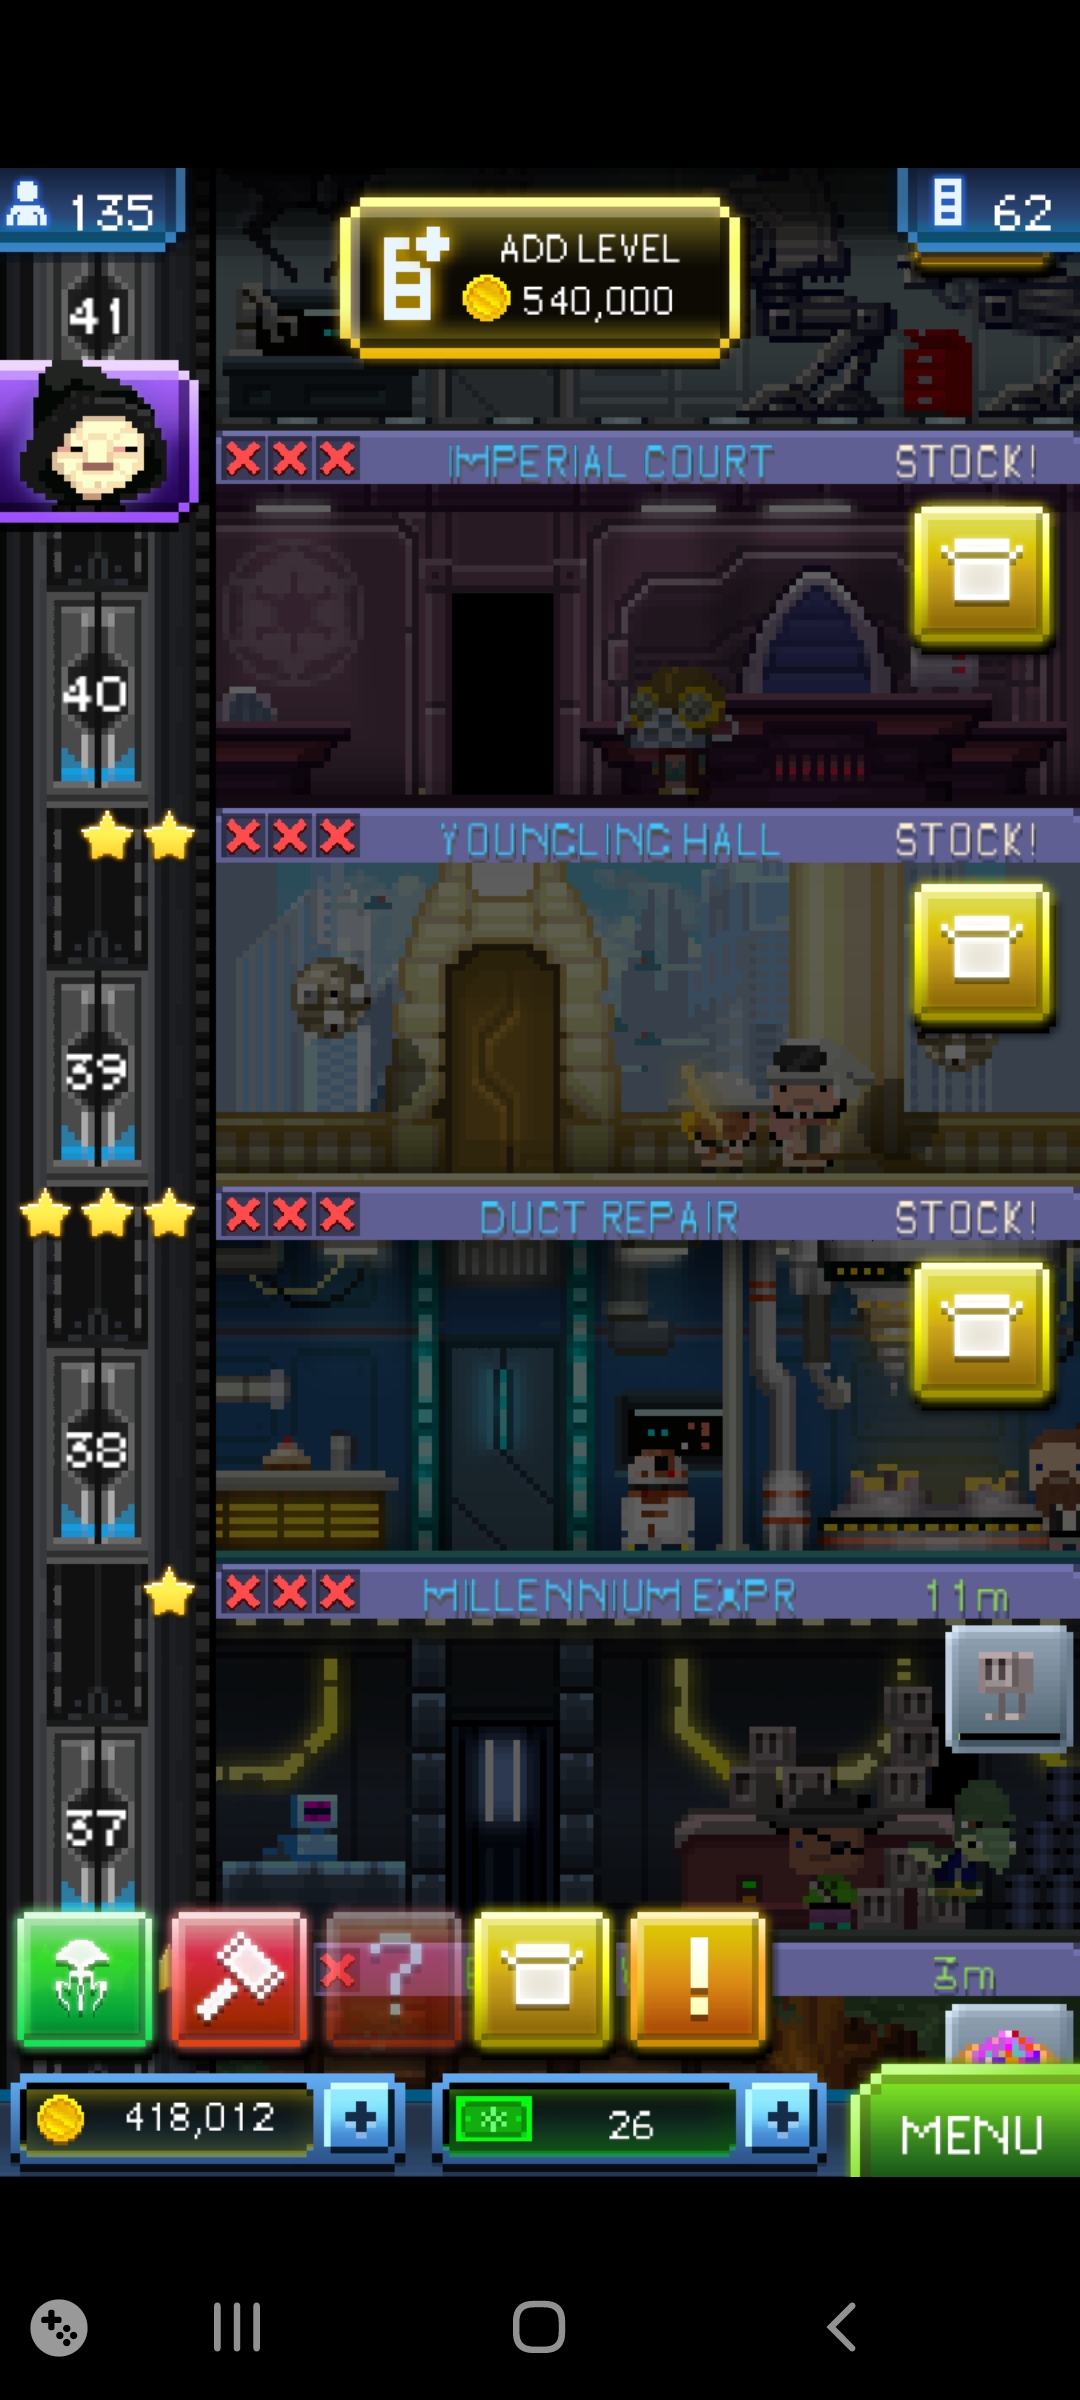 135
ADD LEVEL
540,000
62
41
IMPERIAL COURT STOCK!
40
YOUNGLING HALL STOCK!
39
DUCT REPAIR STOCK!
38
MILLENNIUM EXPR 11m
37
?
!
3m
418,012
+
26
+
MENU